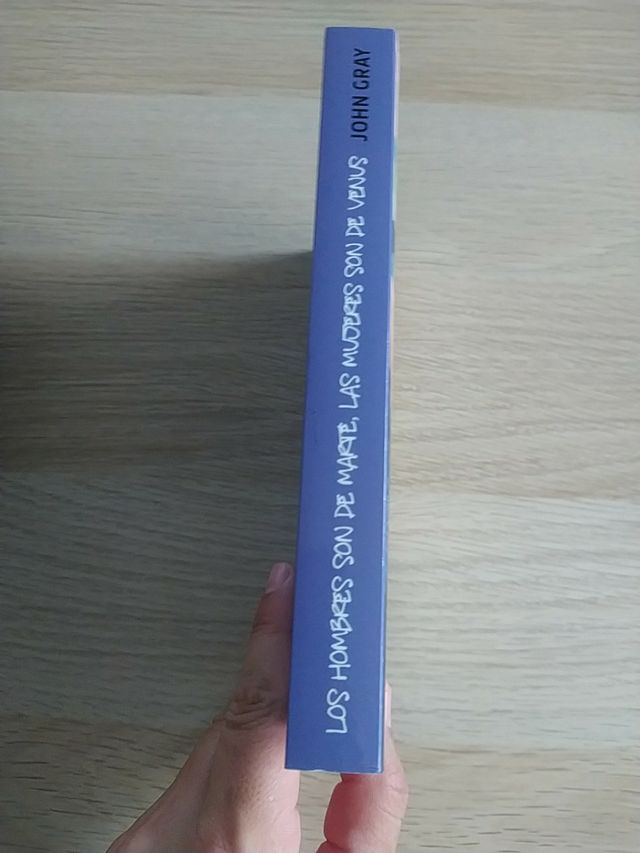 LOS HOMBRES SON DE MARTE, LAS MUJERES SON DE VENUS
JOHN GRAY